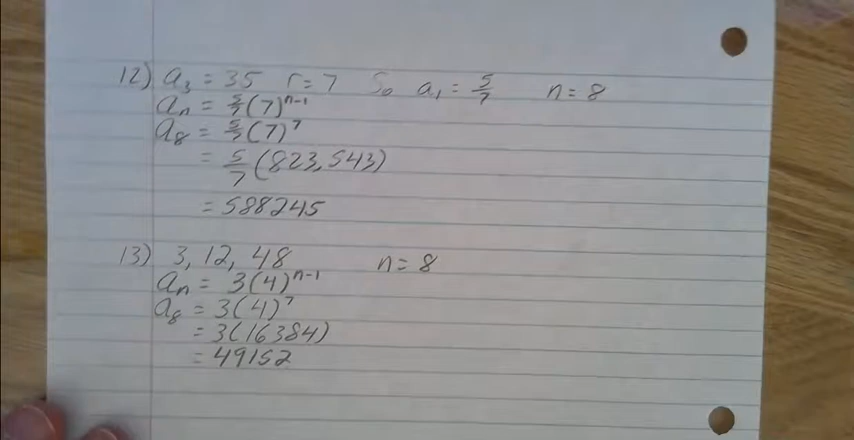 12) a₃ = 35 r = 7 So a₁ = 5/7 n = 8
aₙ = 5/7 (7)ⁿ⁻¹
a₈ = 5/7 (7)⁷
= 5/7 (823,543)
= 588245
13) 3, 12, 48 n = 8
aₙ = 3(4)ⁿ⁻¹
a₈ = 3(4)⁷
= 3(16384)
= 49152